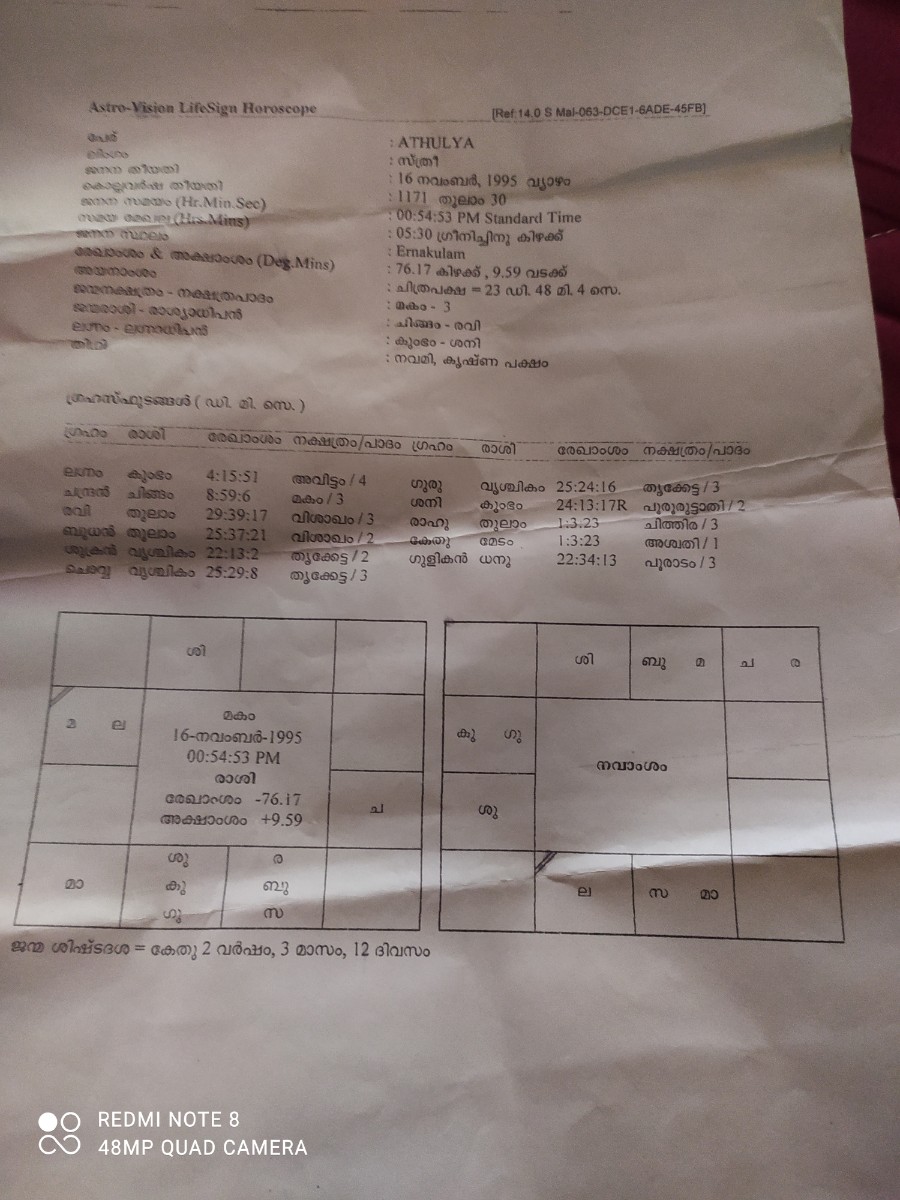 Astro-Vision LifeSign Horoscope [Ref:14.0 S Mal-063-DCE1-6ADE-45FB]
പേര് : ATHULYA
ലിംഗം : സ്ത്രീ
ജനന തീയതി : 16 നവംബർ, 1995 വ്യാഴം
കൊല്ലവർഷ തീയതി : 1171 തുലാം 30
ജനന സമയം (Hr.Min.Sec) : 00:54:53 PM Standard Time
സമയ മേഖല (Hrs.Mins) : 05:30 ഗ്രീനിച്ചിനു കിഴക്ക്
ജനന സ്ഥലം : Ernakulam
രേഖാംശം & അക്ഷാംശം (Deg.Mins) : 76.17 കിഴക്ക് , 9.59 വടക്ക്
അയനാംശം : ചിത്രപക്ഷ = 23 ഡി. 48 മി. 4 സെ.
ജന്മനക്ഷത്രം - നക്ഷത്രപാദം : മകം - 3
ജന്മരാശി - രാശ്യാധിപൻ : ചിങ്ങം - രവി
ലഗ്നം - ലഗ്നാധിപൻ : കുംഭം - ശനി
തിഥി : നവമി, കൃഷ്ണ പക്ഷം
ഗ്രഹസ്ഫുടങ്ങൾ ( ഡി. മി. സെ. )
ഗ്രഹം രാശി രേഖാംശം നക്ഷത്രം/പാദം ഗ്രഹം രാശി രേഖാംശം നക്ഷത്രം/പാദം
ലഗ്നം കുംഭം 4:15:51 അവിട്ടം / 4 ഗുരു വൃശ്ചികം 25:24:16 തൃക്കേട്ട / 3
ചന്ദ്രൻ ചിങ്ങം 8:59:6 മകം / 3 ശനി കുംഭം 24:13:17R പൂരുരുട്ടാതി / 2
രവി തുലാം 29:39:17 വിശാഖം / 3 രാഹു തുലാം 1:3:23 ചിത്തിര / 3
ബുധൻ തുലാം 25:37:21 വിശാഖം / 2 കേതു മേടം 1:3:23 അശ്വതി / 1
ശുക്രൻ വൃശ്ചികം 22:13:2 തൃക്കേട്ട / 2 ഗുളികൻ ധനു 22:34:13 പൂരാടം / 3
ചൊവ്വ വൃശ്ചികം 25:29:8 തൃക്കേട്ട / 3
ശി ശി ബു മ ച ര
മ ല മകം കു ഗു
16-നവംബർ-1995
00:54:53 PM നവാംശം
രാശി
രേഖാംശം -76.17 ച ശു
അക്ഷാംശം +9.59
ശു ര
മാ കു ബു ല സ മാ
ഗു സ
ജന്മ ശിഷ്ടദശ = കേതു 2 വർഷം, 3 മാസം, 12 ദിവസം
REDMI NOTE 8
48MP QUAD CAMERA